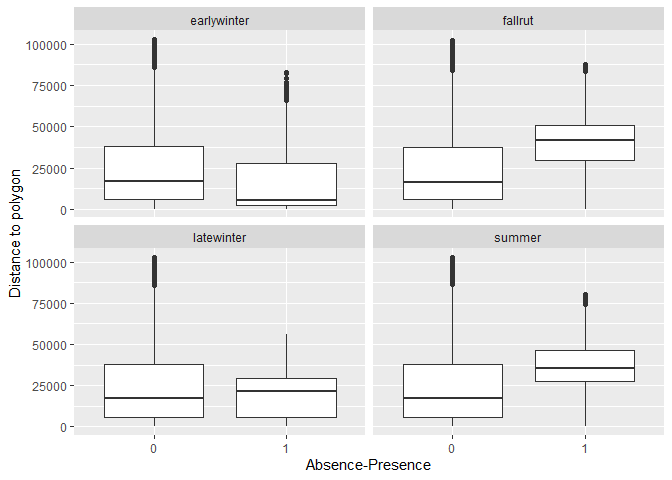 earlywinter
fallrut
100000
75000
50000
25000
0
latewinter
summer
100000
75000
50000
25000
0
0
1
0
1
Distance to polygon
Absence-Presence